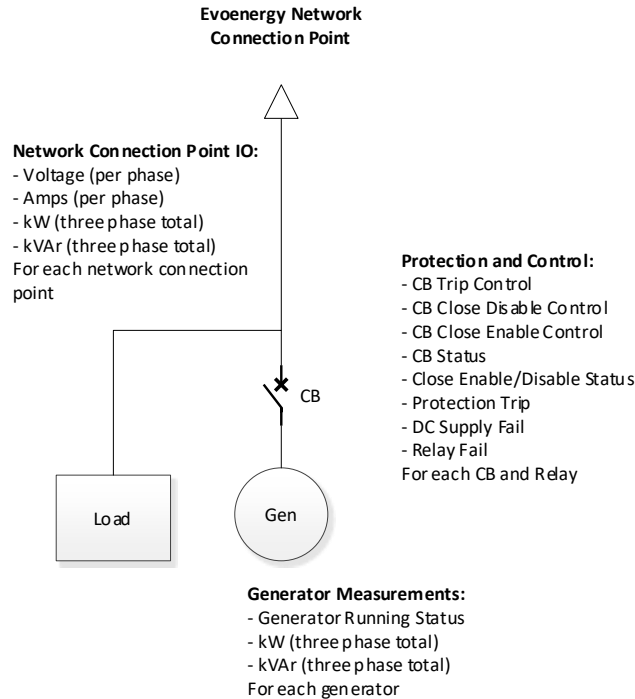 Evoenergy Network
Connection Point
Network Connection Point IO:
- Voltage (per phase)
- Amps (per phase)
- kW (three phase total)
- kVAr (three phase total)
For each network connection
point
Protection and Control:
- CB Trip Control
- CB Close Disable Control
- CB Close Enable Control
- CB Status
- Close Enable/Disable Status
- Protection Trip
- DC Supply Fail
- Relay Fail
For each CB and Relay
CB
Load
Gen
Generator Measurements:
- Generator Running Status
- kW (three phase total)
- kVAr (three phase total)
For each generator